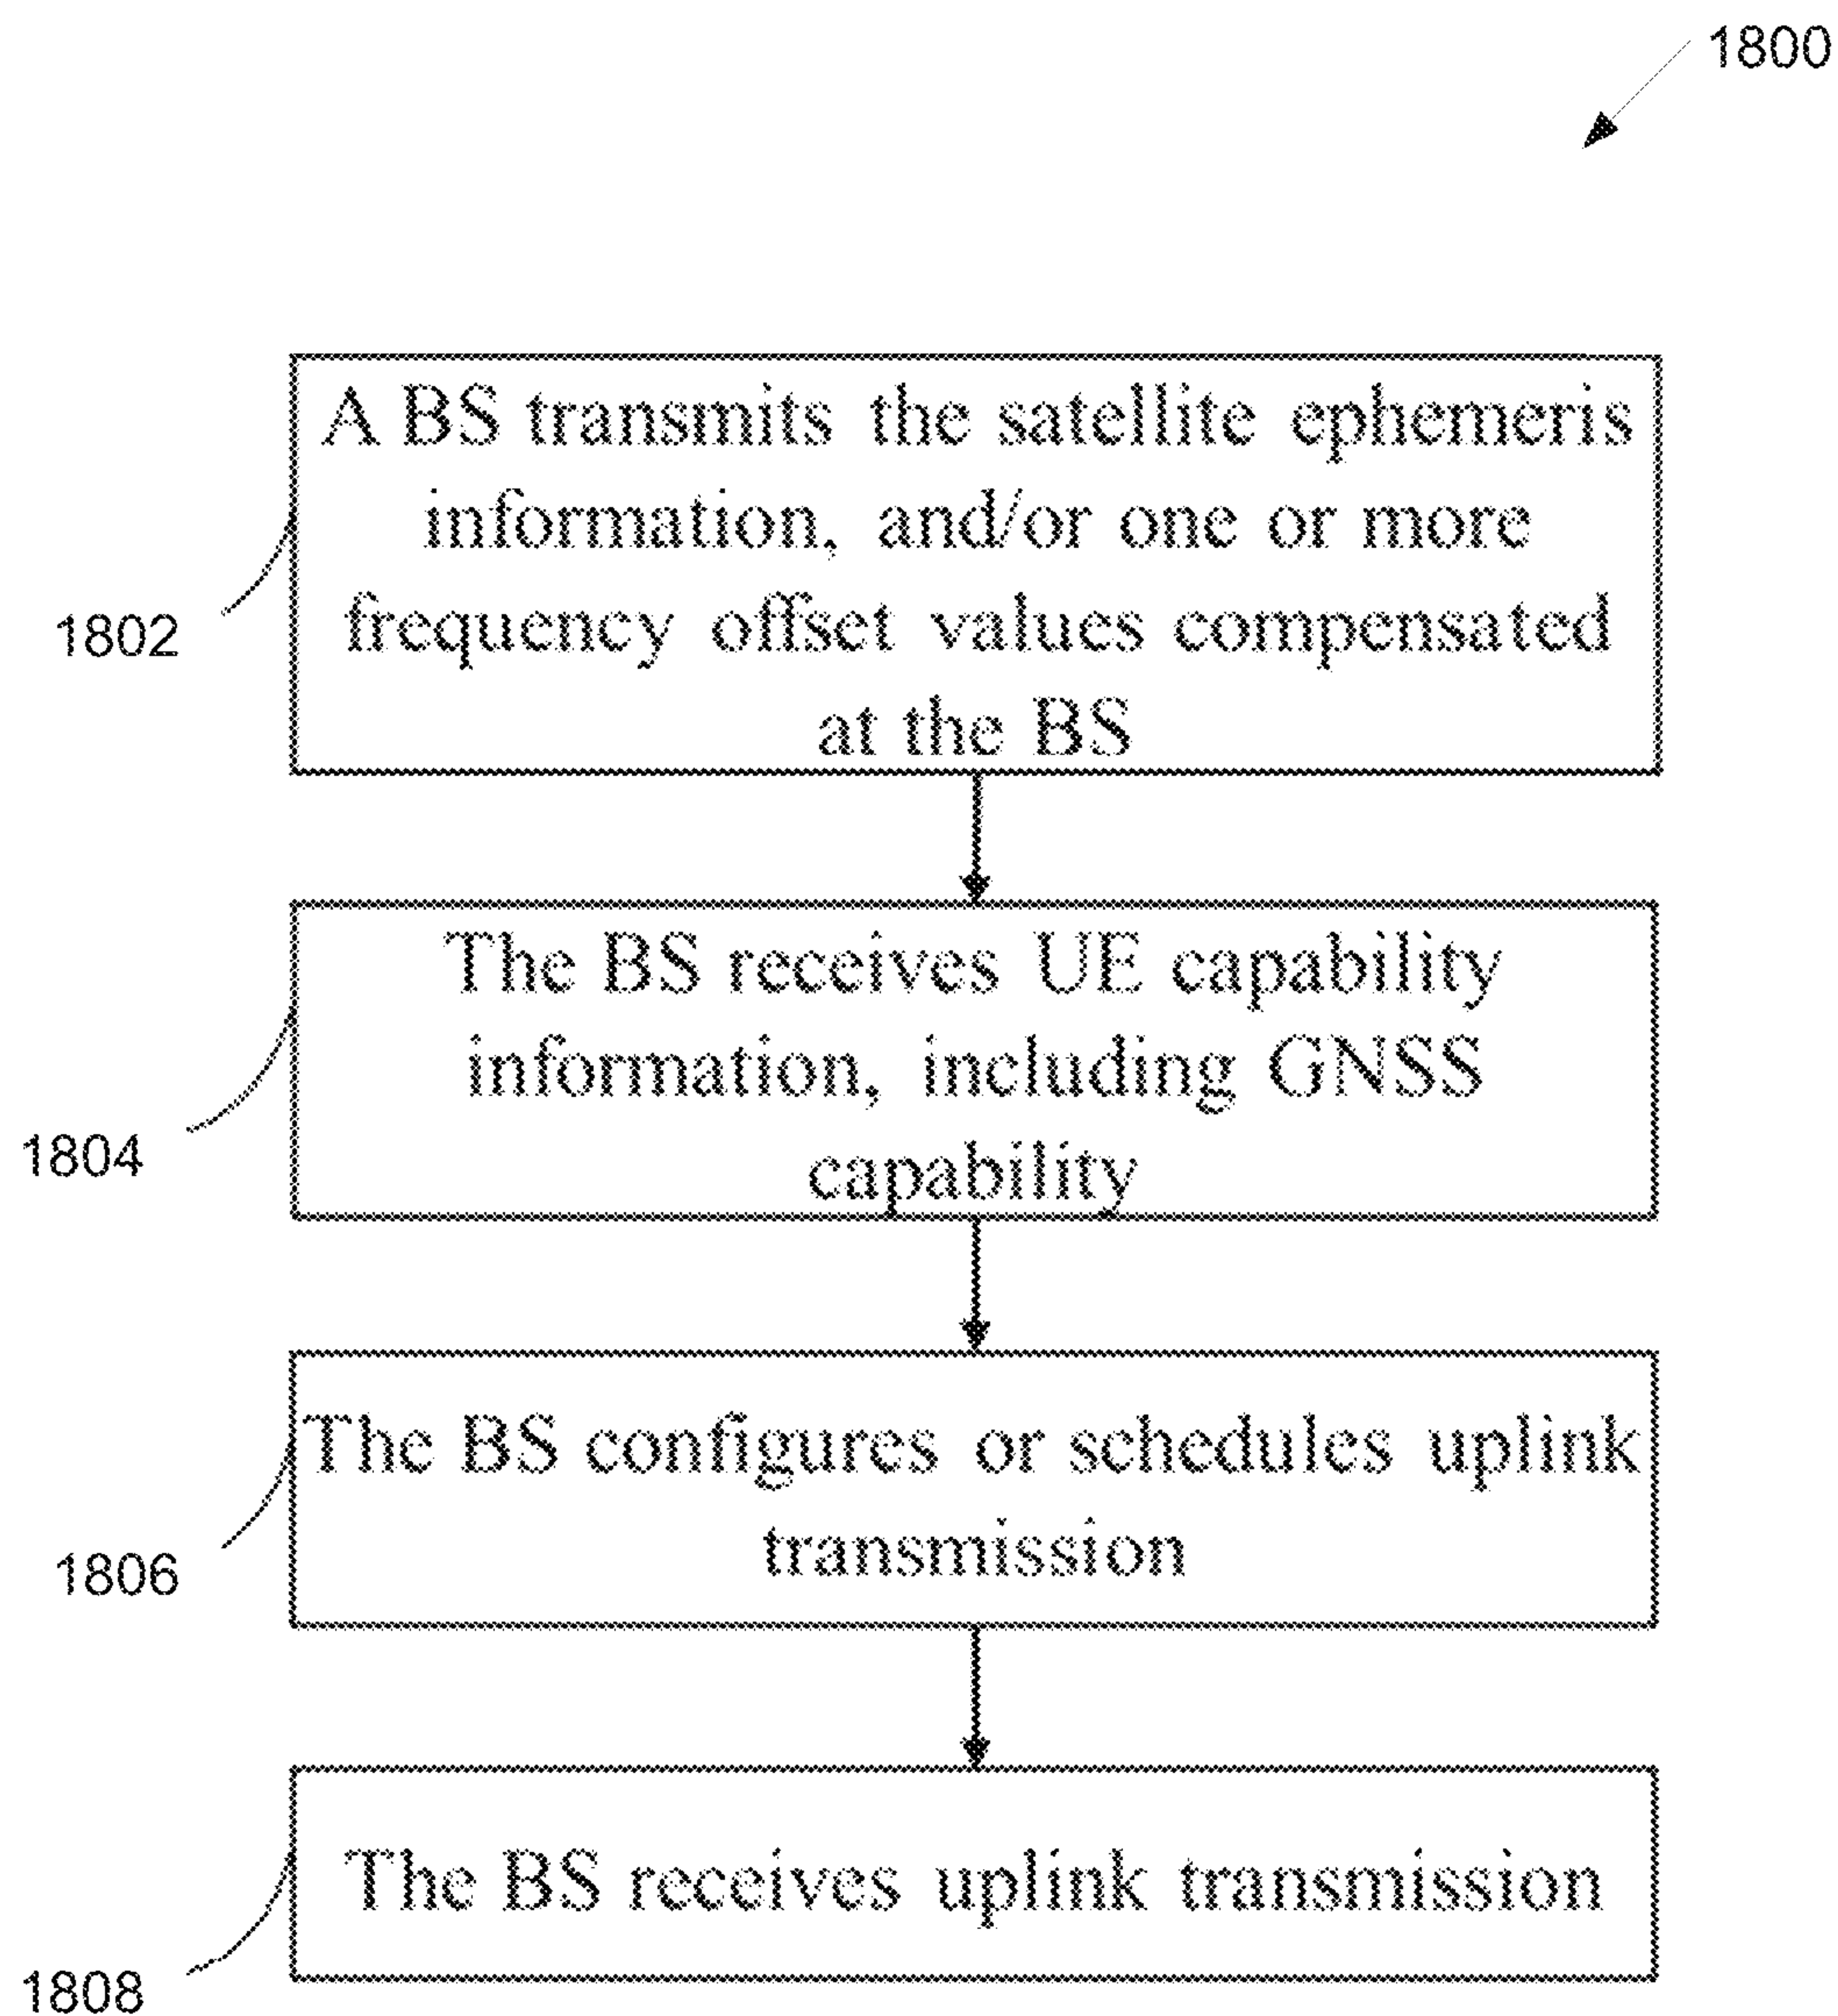 1800
A BS transmits the satellite ephemeris
information, and/or one or more
frequency offset values compensated
at the BS
1802
The BS receives UE capability
information, including GNSS
capability
1804
The BS configures or schedules uplink
transmission
1806
The BS receives uplink transmission
1808